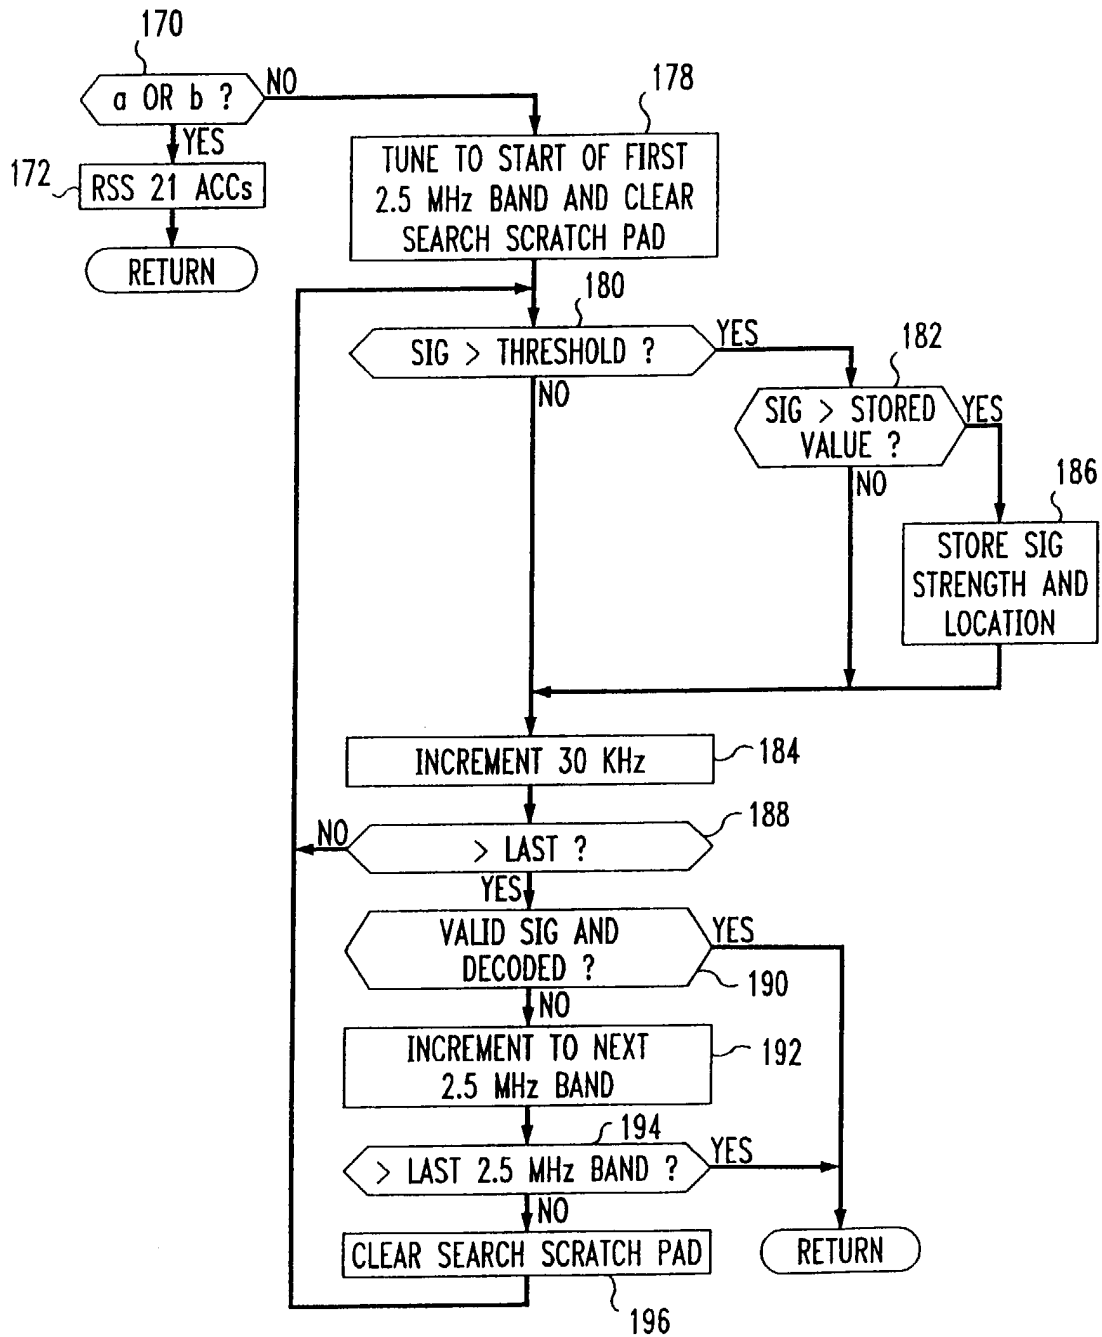 170
a OR b ?
NO
YES
172
RSS 21 ACCs
RETURN
178
TUNE TO START OF FIRST
2.5 MHz BAND AND CLEAR
SEARCH SCRATCH PAD
180
SIG > THRESHOLD ?
YES
NO
182
SIG > STORED
VALUE ?
YES
NO
186
STORE SIG
STRENGTH AND
LOCATION
INCREMENT 30 KHz
184
188
NO
> LAST ?
YES
VALID SIG AND
DECODED ?
YES
190
NO
INCREMENT TO NEXT
2.5 MHz BAND
192
194
> LAST 2.5 MHz BAND ?
YES
NO
CLEAR SEARCH SCRATCH PAD
196
RETURN